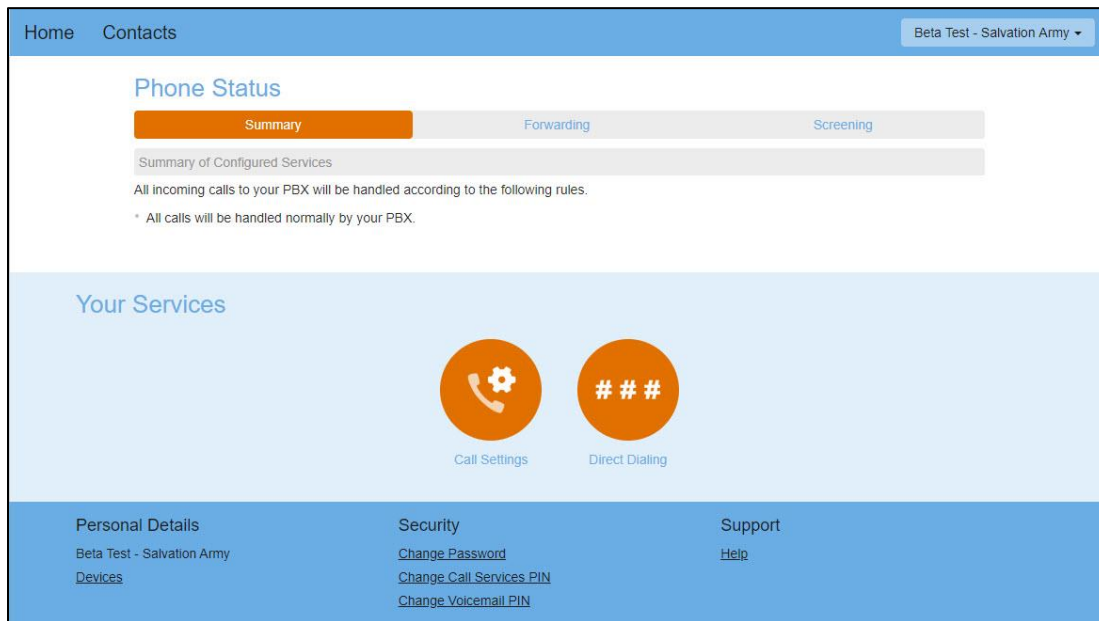 Home Contacts Beta Test - Salvation Army
Phone Status
Summary Forwarding Screening
Summary of Configured Services
All incoming calls to your PBX will be handled according to the following rules.
* All calls will be handled normally by your PBX.
Your Services
# # #
Call Settings Direct Dialing
Personal Details Security Support
Beta Test - Salvation Army Change Password Help
Devices Change Call Services PIN
Change Voicemail PIN